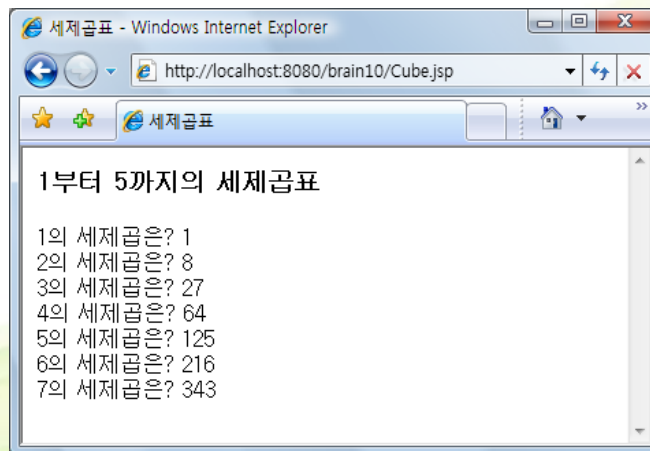 세제곱표 - Windows Internet Explorer
http://localhost:8080/brain10/Cube.jsp
세제곱표
1부터 5까지의 세제곱표
1의 세제곱은? 1
2의 세제곱은? 8
3의 세제곱은? 27
4의 세제곱은? 64
5의 세제곱은? 125
6의 세제곱은? 216
7의 세제곱은? 343